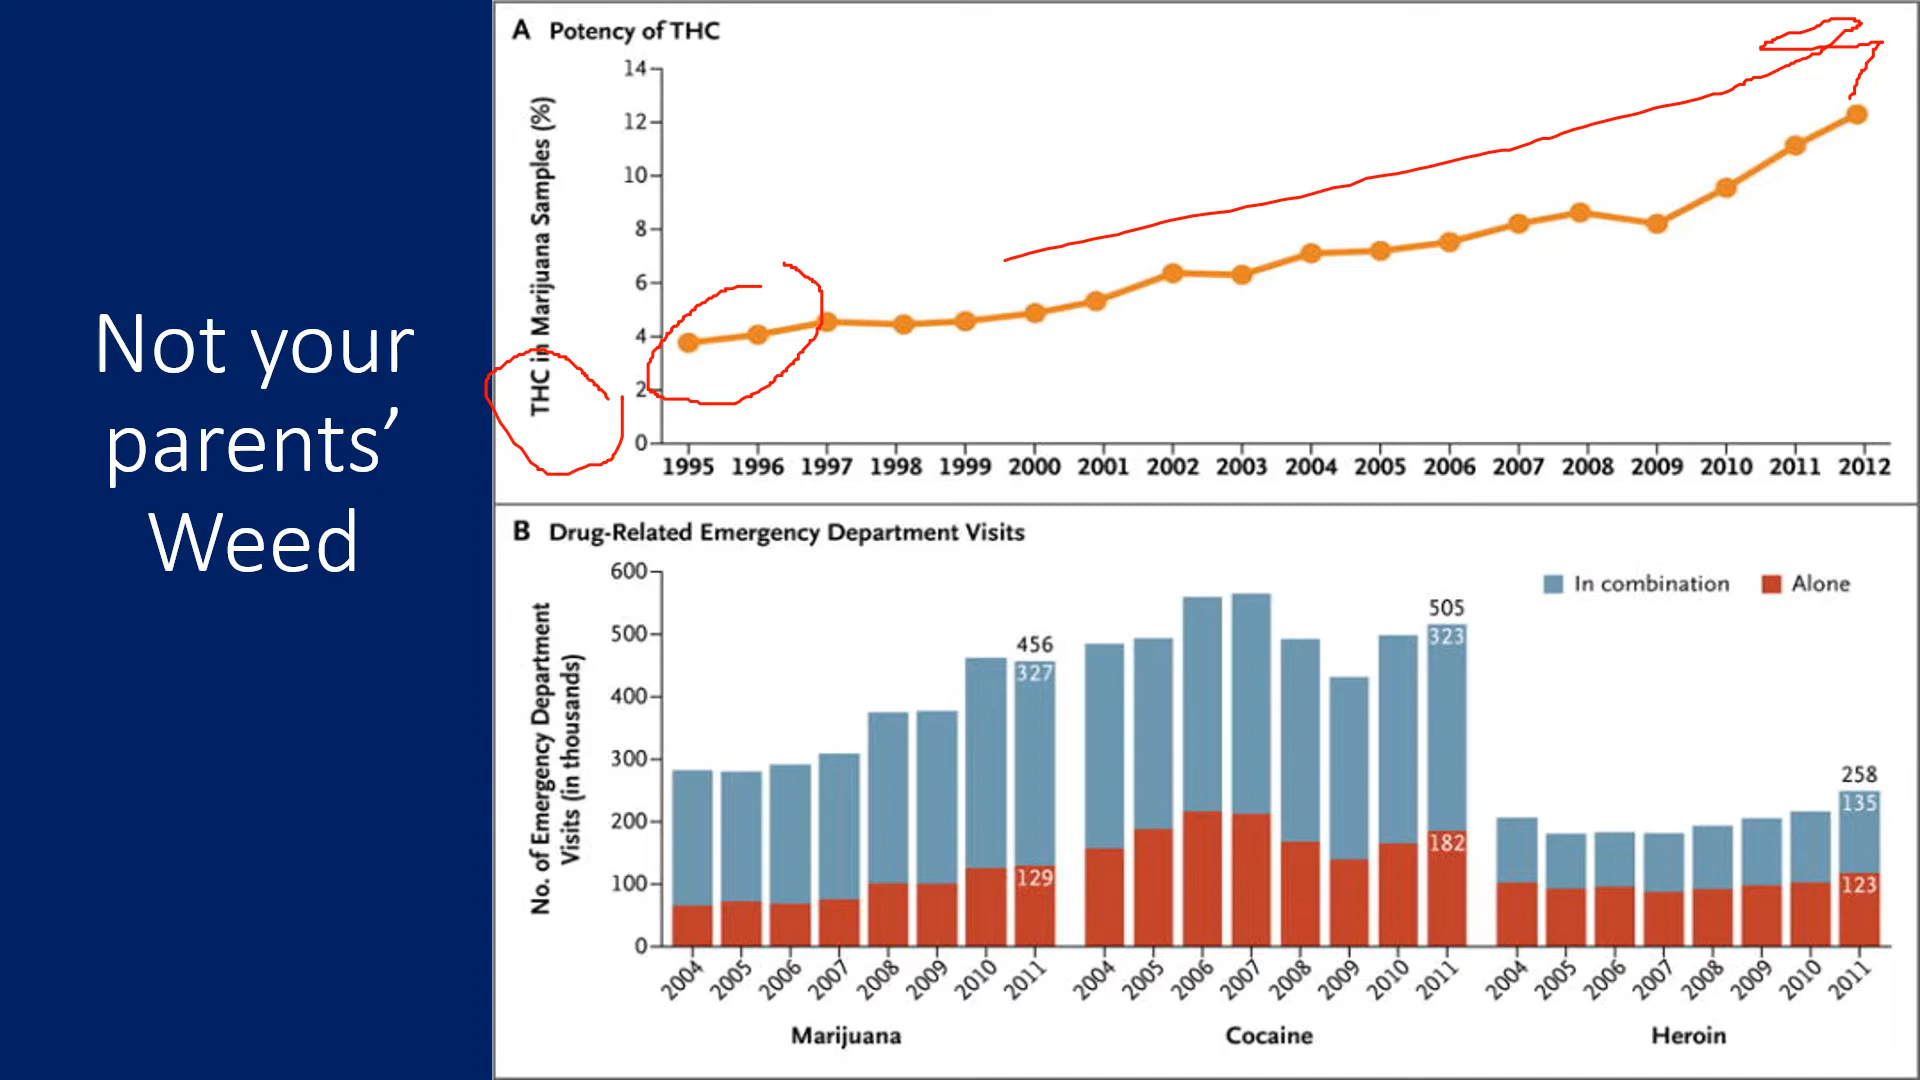 Not your
parents’
Weed
A Potency of THC
THC in Marijuana Samples (%)
14
12
10
8
6
4
2
0
1995 1996 1997 1998 1999 2000 2001 2002 2003 2004 2005 2006 2007 2008 2009 2010 2011 2012
B Drug-Related Emergency Department Visits
In combination Alone
No. of Emergency Department
Visits (in thousands)
600
500
400
300
200
100
0
456
327
129
505
323
182
258
135
123
2004 2005 2006 2007 2008 2009 2010 2011 2004 2005 2006 2007 2008 2009 2010 2011 2004 2005 2006 2007 2008 2009 2010 2011
Marijuana Cocaine Heroin